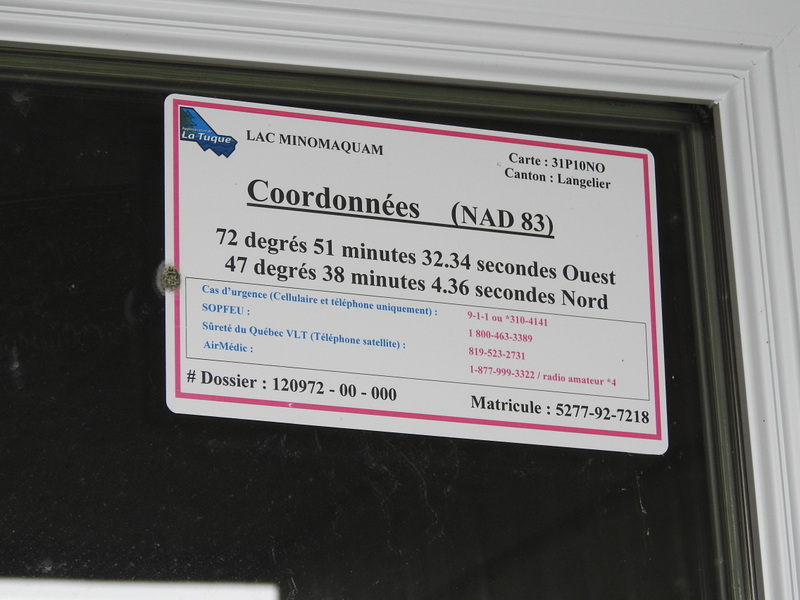 La Tuque
LAC MINOMAQUAM
Carte : 31P10NO
Canton : Langelier
Coordonnées (NAD 83)
72 degrés 51 minutes 32.34 secondes Ouest
47 degrés 38 minutes 4.36 secondes Nord
Cas d'urgence (Cellulaire et téléphone uniquement) : 9-1-1 ou *310-4141
SOPFEU : 1 800-463-3389
Sûreté du Québec VLT (Téléphone satellite) : 819-523-2731
AirMédic : 1-877-999-3322 / radio amateur *4
# Dossier : 120972 - 00 - 000
Matricule : 5277-92-7218